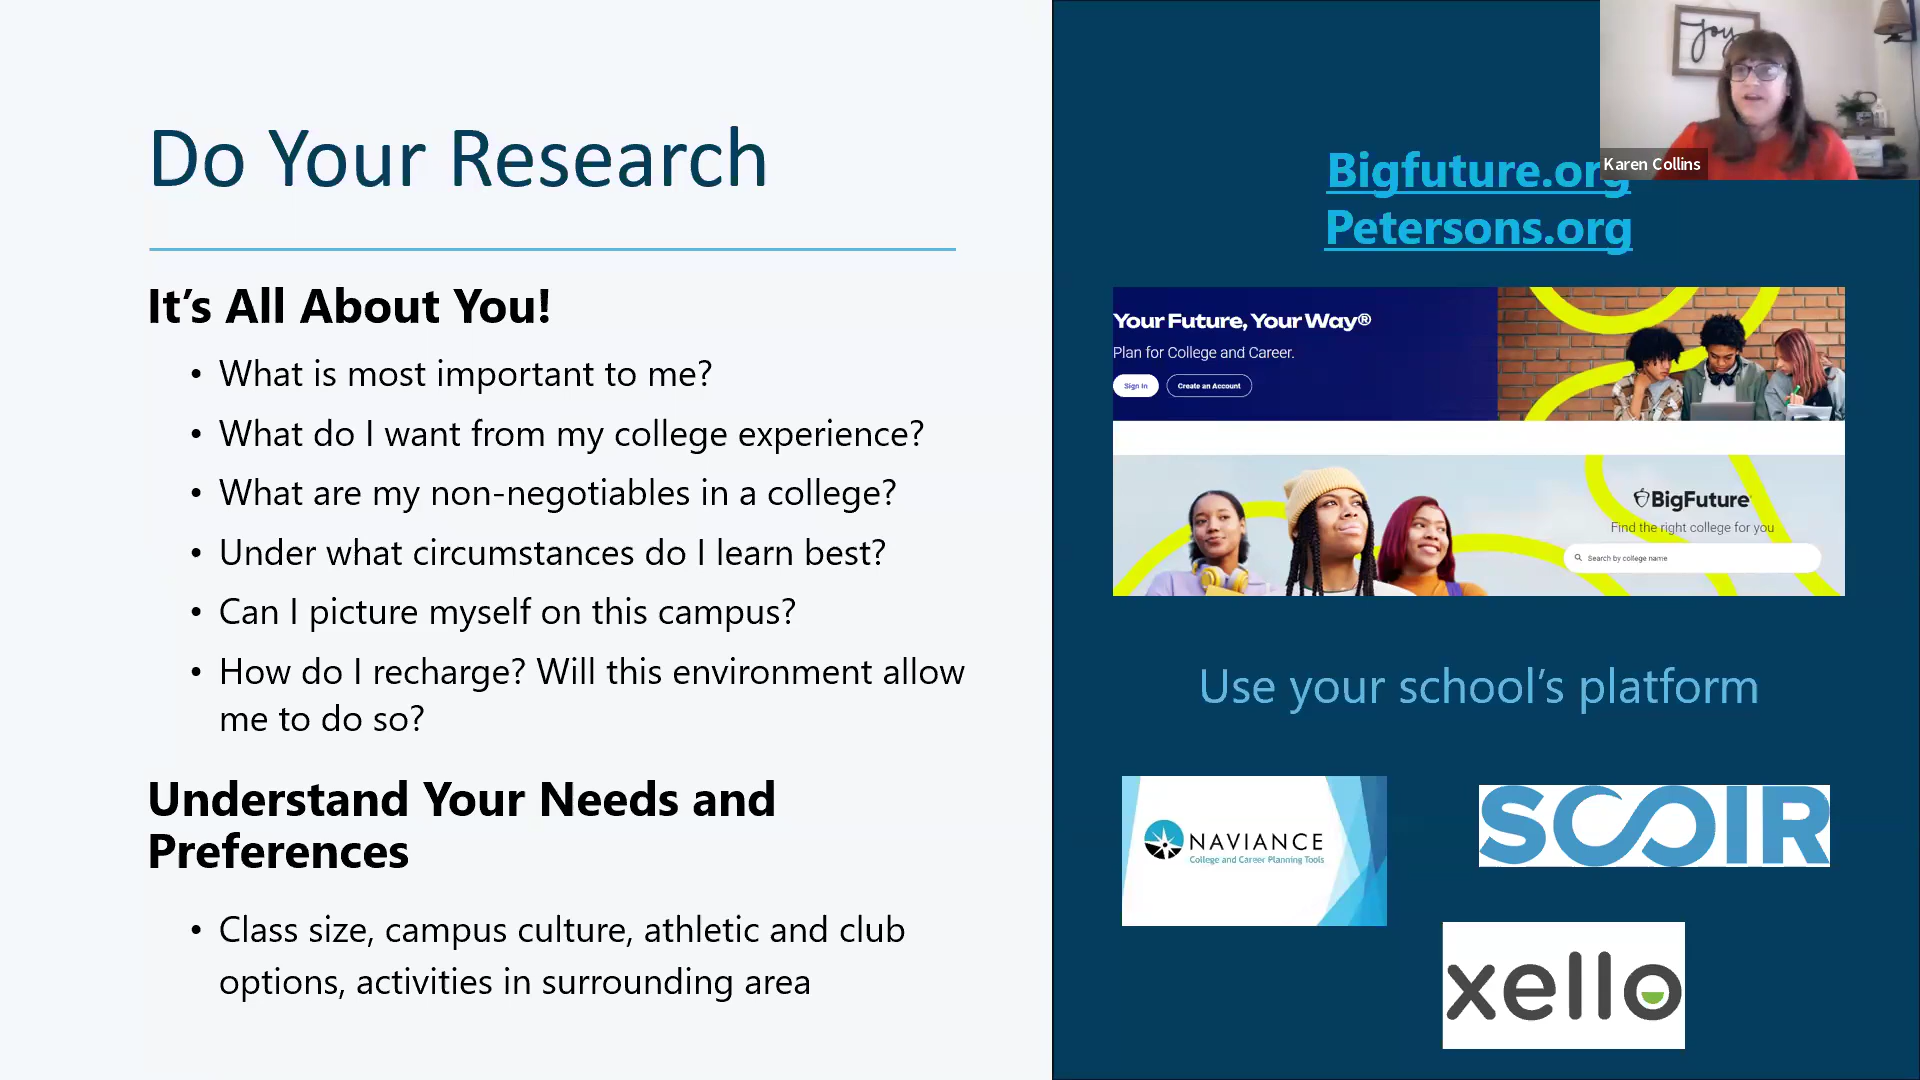 Do Your Research
It’s All About You!
• What is most important to me?
• What do I want from my college experience?
• What are my non-negotiables in a college?
• Under what circumstances do I learn best?
• Can I picture myself on this campus?
• How do I recharge? Will this environment allow
me to do so?
Understand Your Needs and
Preferences
• Class size, campus culture, athletic and club
options, activities in surrounding area
Joy
Karen Collins
Bigfuture.org
Petersons.org
Your Future, Your Way®
Plan for College and Career.
Sign In
Create an Account
BigFuture
Find the right college for you
Search by college name
Use your school’s platform
NAVIANCE
College and Career Planning Tools
SCOIR
xello